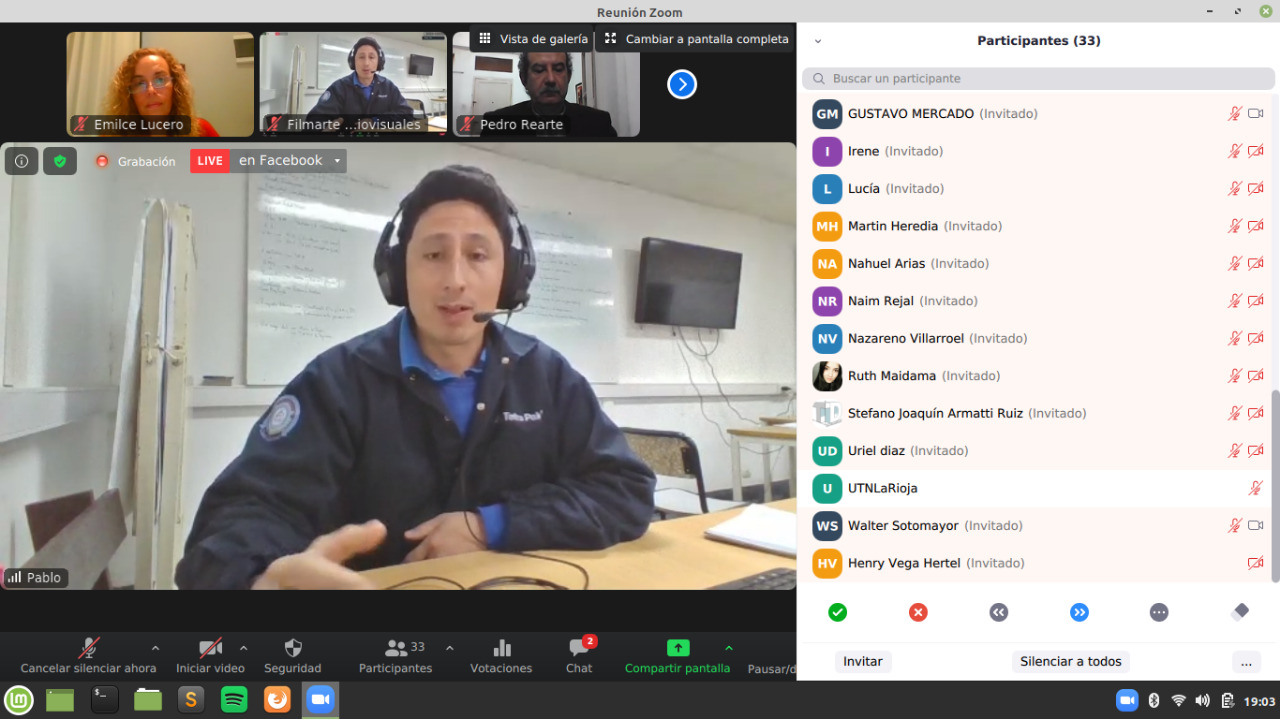 Reunión Zoom
Vista de galería
Cambiar a pantalla completa
Emilce Lucero
Filmarte ...iovisuales
Pedro Rearte
Grabación
LIVE en Facebook
Tetra Pak
Pablo
Participantes (33)
Buscar un participante
GM GUSTAVO MERCADO (Invitado)
I Irene (Invitado)
L Lucía (Invitado)
MH Martin Heredia (Invitado)
NA Nahuel Arias (Invitado)
NR Naim Rejal (Invitado)
NV Nazareno Villarroel (Invitado)
Ruth Maidama (Invitado)
Stefano Joaquín Armatti Ruiz (Invitado)
UD Uriel diaz (Invitado)
U UTNLaRioja
WS Walter Sotomayor (Invitado)
HV Henry Vega Hertel (Invitado)
Invitar
Silenciar a todos
...
Cancelar silenciar ahora
Iniciar video
Seguridad
33
Participantes
Votaciones
2
Chat
Compartir pantalla
Pausar/d
19:03